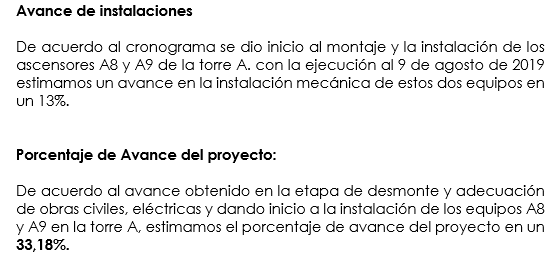 Avance de instalaciones
De acuerdo al cronograma se dio inicio al montaje y la instalación de los
ascensores A8 y A9 de la torre A. con la ejecución al 9 de agosto de 2019
estimamos un avance en la instalación mecánica de estos dos equipos en
un 13%.
Porcentaje de Avance del proyecto:
De acuerdo al avance obtenido en la etapa de desmonte y adecuación
de obras civiles, eléctricas y dando inicio a la instalación de los equipos A8
y A9 en la torre A, estimamos el porcentaje de avance del proyecto en un
33,18%.